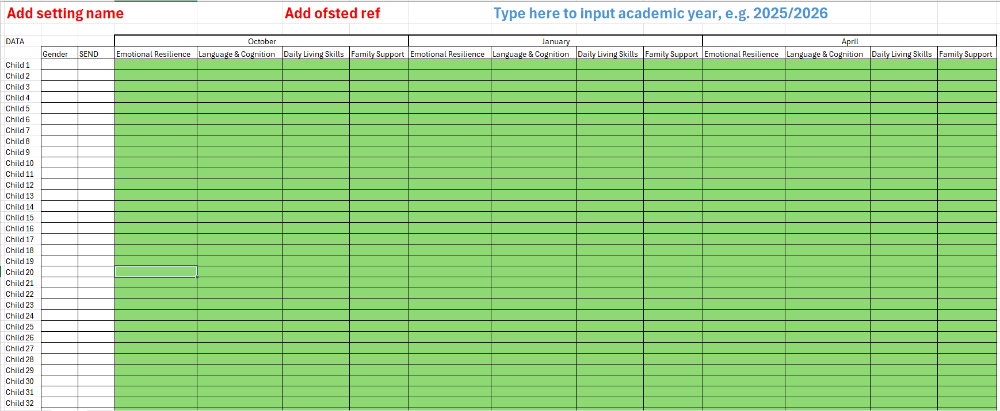 Add setting name Add ofsted ref Type here to input academic year, e.g. 2025/2026
DATA October January April
Gender SEND Emotional Resilience Language & Cognition Daily Living Skills Family Support Emotional Resilience Language & Cognition Daily Living Skills Family Support Emotional Resilience Language & Cognition Daily Living Skills Family Support
Child 1
Child 2
Child 3
Child 4
Child 5
Child 6
Child 7
Child 8
Child 9
Child 10
Child 11
Child 12
Child 13
Child 14
Child 15
Child 16
Child 17
Child 18
Child 19
Child 20
Child 21
Child 22
Child 23
Child 24
Child 25
Child 26
Child 27
Child 28
Child 29
Child 30
Child 31
Child 32